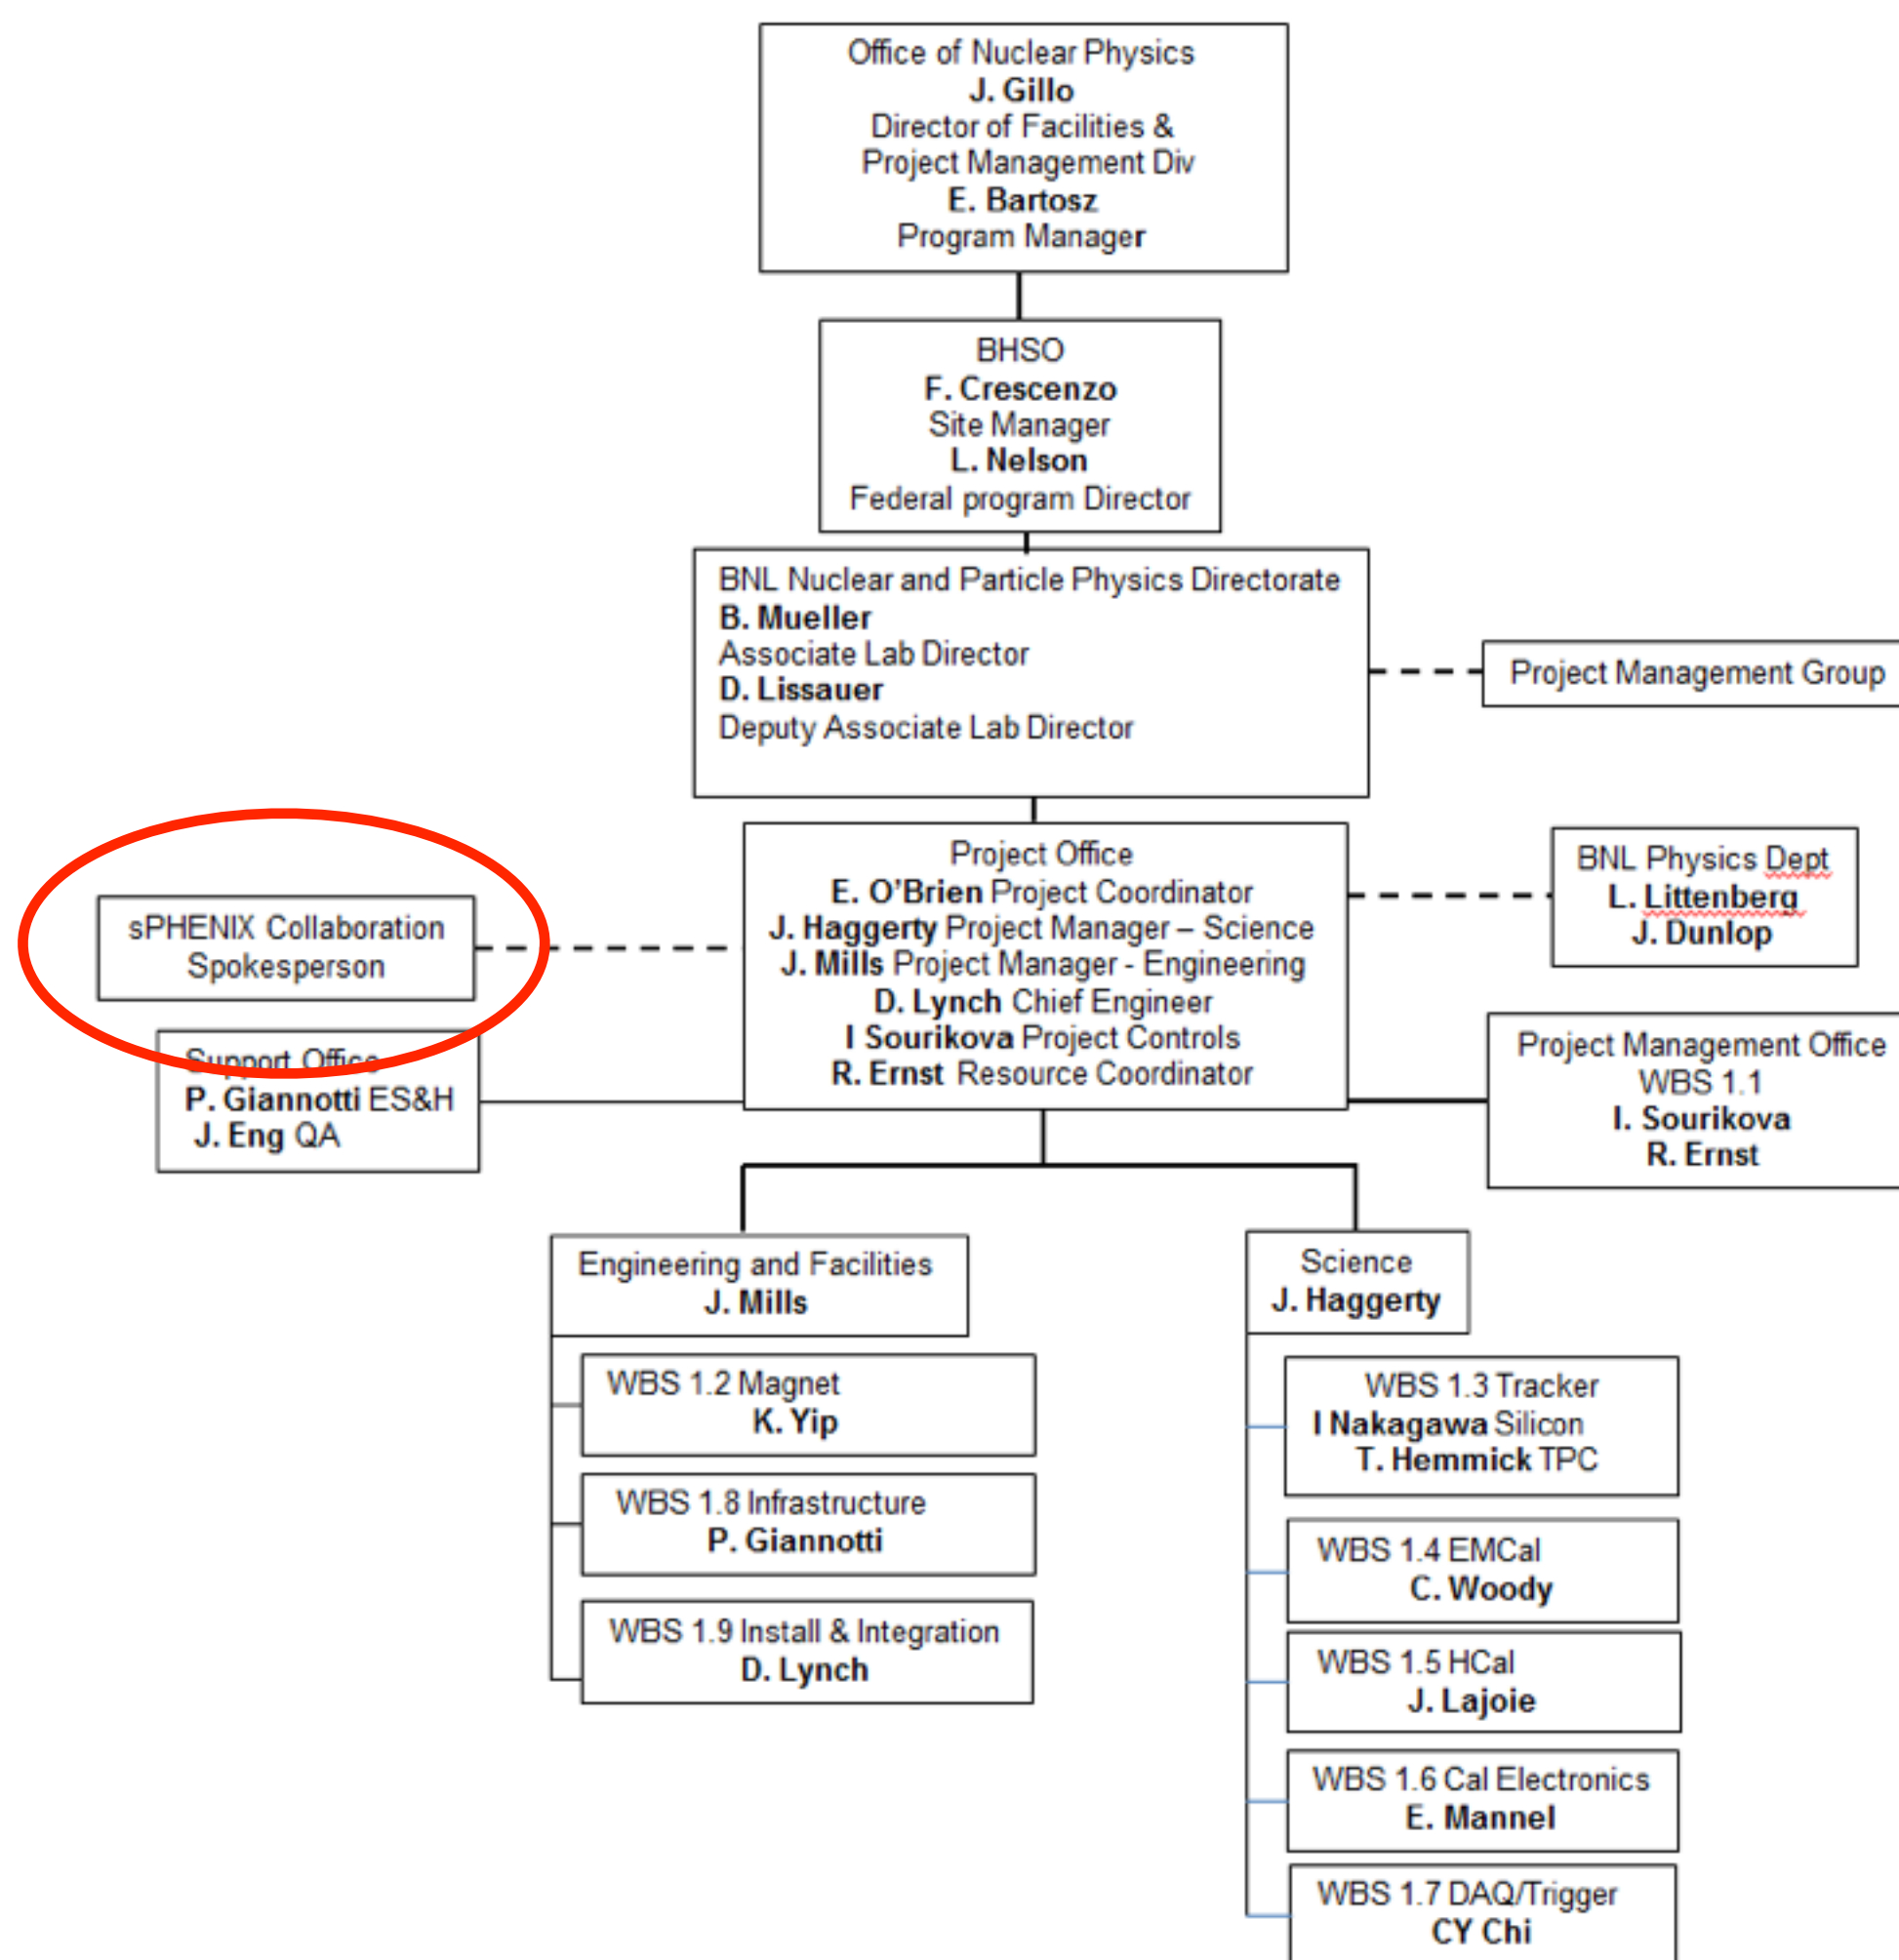 Office of Nuclear Physics
J. Gillo
Director of Facilities &
Project Management Div
E. Bartosz
Program Manager
BHSO
F. Crescenzo
Site Manager
L. Nelson
Federal program Director
BNL Nuclear and Particle Physics Directorate
B. Mueller
Associate Lab Director
D. Lissauer
Deputy Associate Lab Director
Project Management Group
sPHENIX Collaboration
Spokesperson
Project Office
E. O'Brien Project Coordinator
J. Haggerty Project Manager – Science
J. Mills Project Manager - Engineering
D. Lynch Chief Engineer
I Sourikova Project Controls
R. Ernst Resource Coordinator
BNL Physics Dept
L. Littenberg
J. Dunlop
Support Office
P. Giannotti ES&H
J. Eng QA
Project Management Office
WBS 1.1
I. Sourikova
R. Ernst
Engineering and Facilities
J. Mills
WBS 1.2 Magnet
K. Yip
WBS 1.8 Infrastructure
P. Giannotti
WBS 1.9 Install & Integration
D. Lynch
Science
J. Haggerty
WBS 1.3 Tracker
I Nakagawa Silicon
T. Hemmick TPC
WBS 1.4 EMCal
C. Woody
WBS 1.5 HCal
J. Lajoie
WBS 1.6 Cal Electronics
E. Mannel
WBS 1.7 DAQ/Trigger
CY Chi